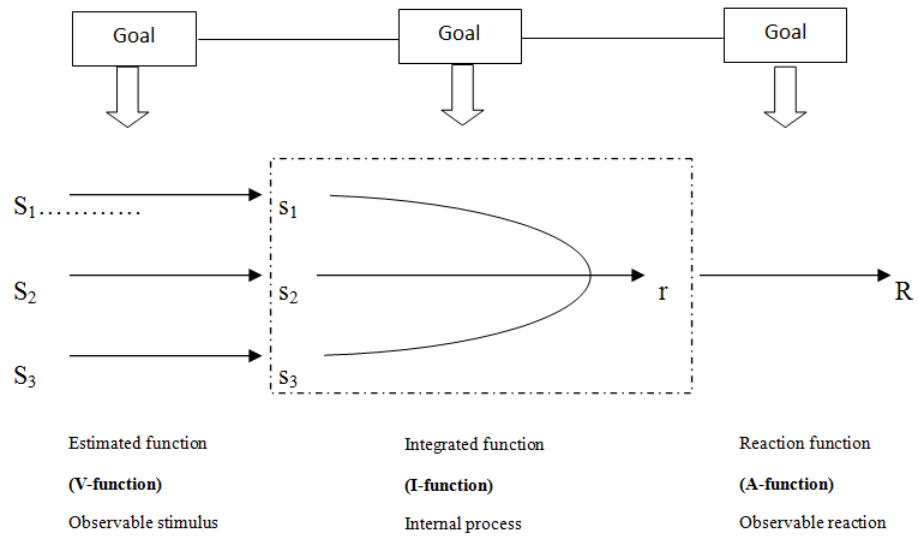 Goal Goal Goal
S₁............ s₁
S₂ s₂ r R
S₃ s₃
Estimated function Integrated function Reaction function
(V-function) (I-function) (A-function)
Observable stimulus Internal process Observable reaction